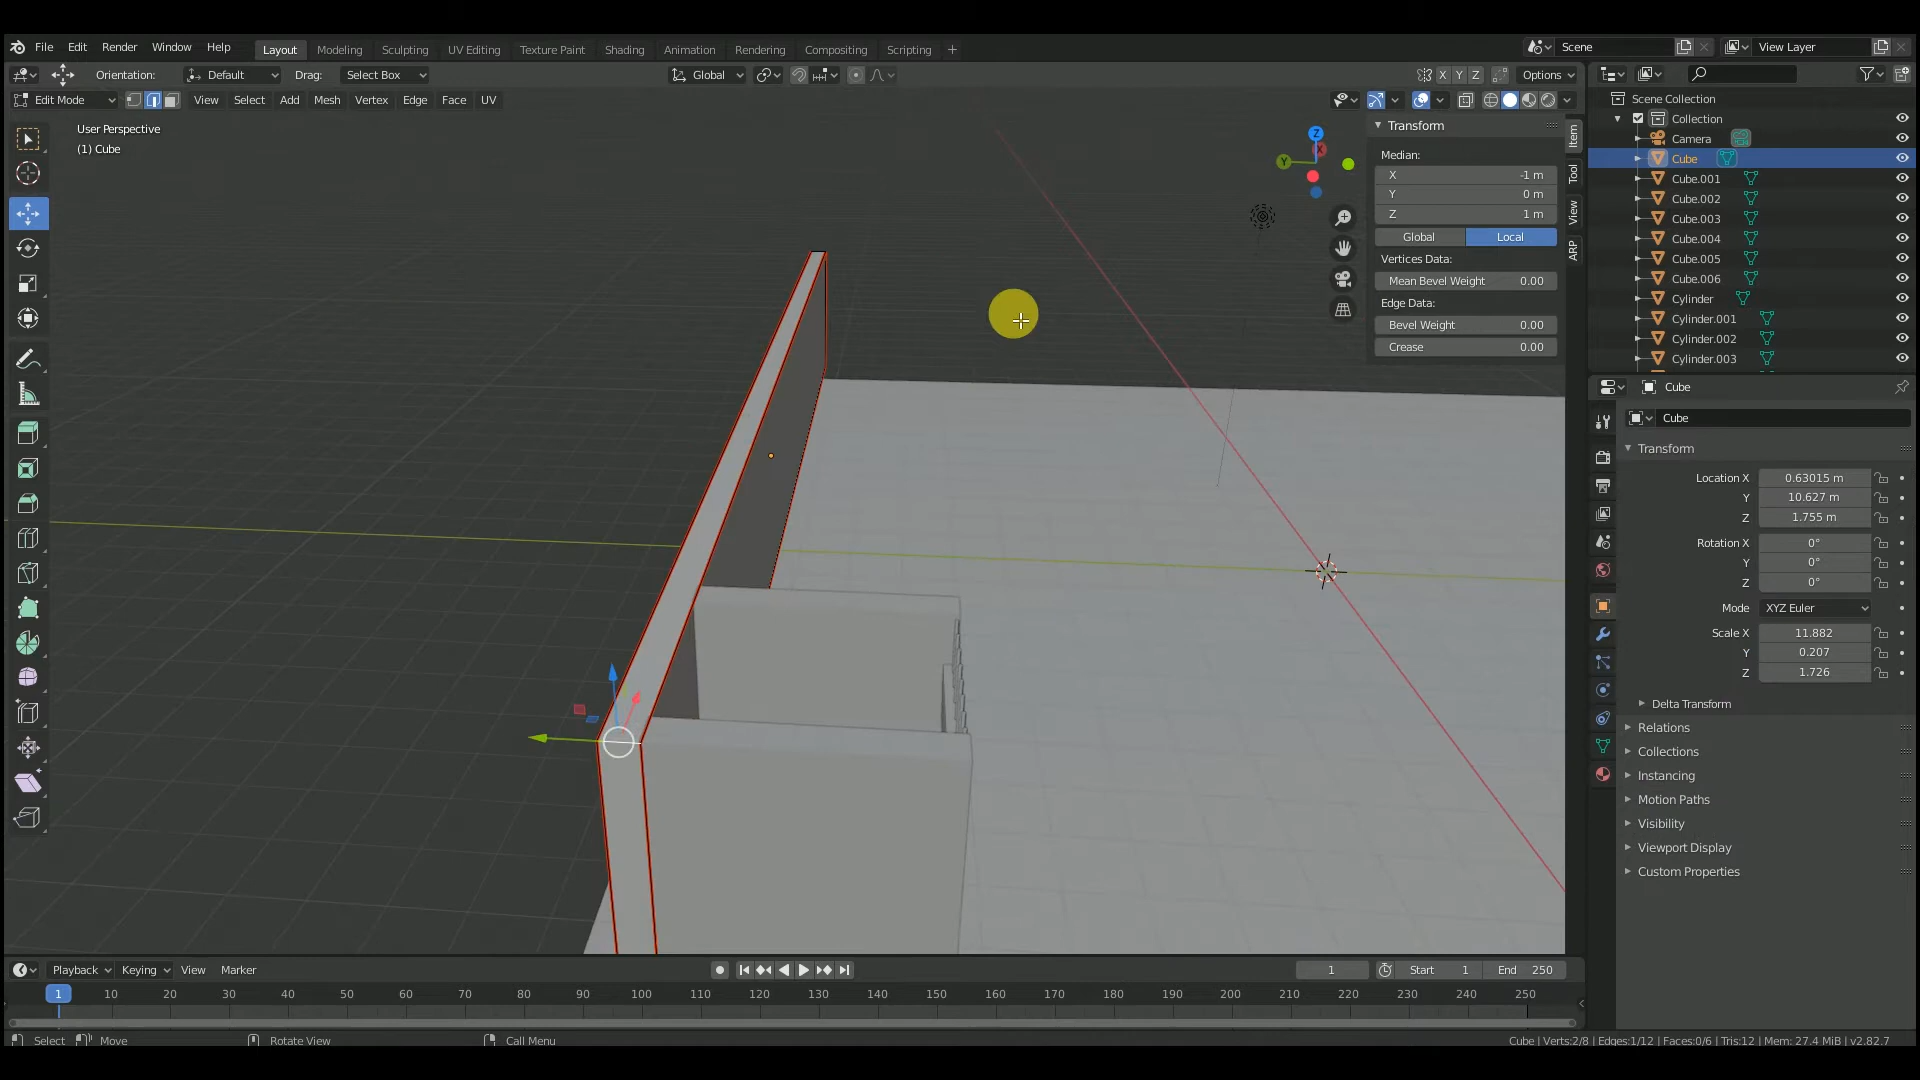 File Edit Render Window Help Layout Modeling Sculpting UV Editing Texture Paint Shading Animation Rendering Compositing Scripting + Scene View Layer
Orientation: Default Drag: Select Box Global X Y Z Options
Edit Mode View Select Add Mesh Vertex Edge Face UV
User Perspective
(1) Cube
Transform
Median:
X -1 m
Y 0 m
Z 1 m
Global Local
Vertices Data:
Mean Bevel Weight 0.00
Edge Data:
Bevel Weight 0.00
Crease 0.00
Item
Tool
View
ARP
Z
X
Y
Scene Collection
Collection
Camera
Cube
Cube.001
Cube.002
Cube.003
Cube.004
Cube.005
Cube.006
Cylinder
Cylinder.001
Cylinder.002
Cylinder.003
Cube
Cube
Transform
Location X 0.63015 m
Y 10.627 m
Z 1.755 m
Rotation X 0°
Y 0°
Z 0°
Mode XYZ Euler
Scale X 11.882
Y 0.207
Z 1.726
Delta Transform
Relations
Collections
Instancing
Motion Paths
Visibility
Viewport Display
Custom Properties
Playback Keying View Marker 1 Start 1 End 250
1 10 20 30 40 50 60 70 80 90 100 110 120 130 140 150 160 170 180 190 200 210 220 230 240 250
Select Move Rotate View Call Menu Cube | Verts:2/8 | Edges:1/12 | Faces:0/6 | Tris:12 | Mem: 27.4 MiB | v2.82.7